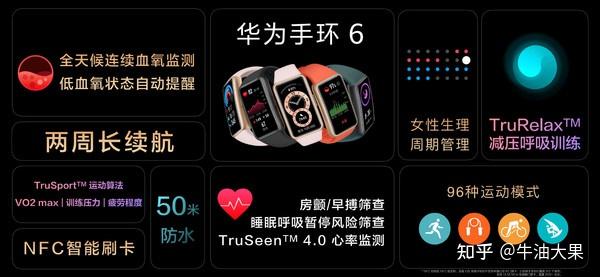 全天候连续血氧监测
低血氧状态自动提醒
华为手环 6
女性生理
周期管理
TruRelax™
减压呼吸训练
两周长续航
TruSport™ 运动算法
VO2 max | 训练压力 | 疲劳程度
50米
防水
NFC智能刷卡
房颤/早搏筛查
睡眠呼吸暂停风险筛查
TruSeen™ 4.0 心率监测
96种运动模式
知乎 @牛油大果